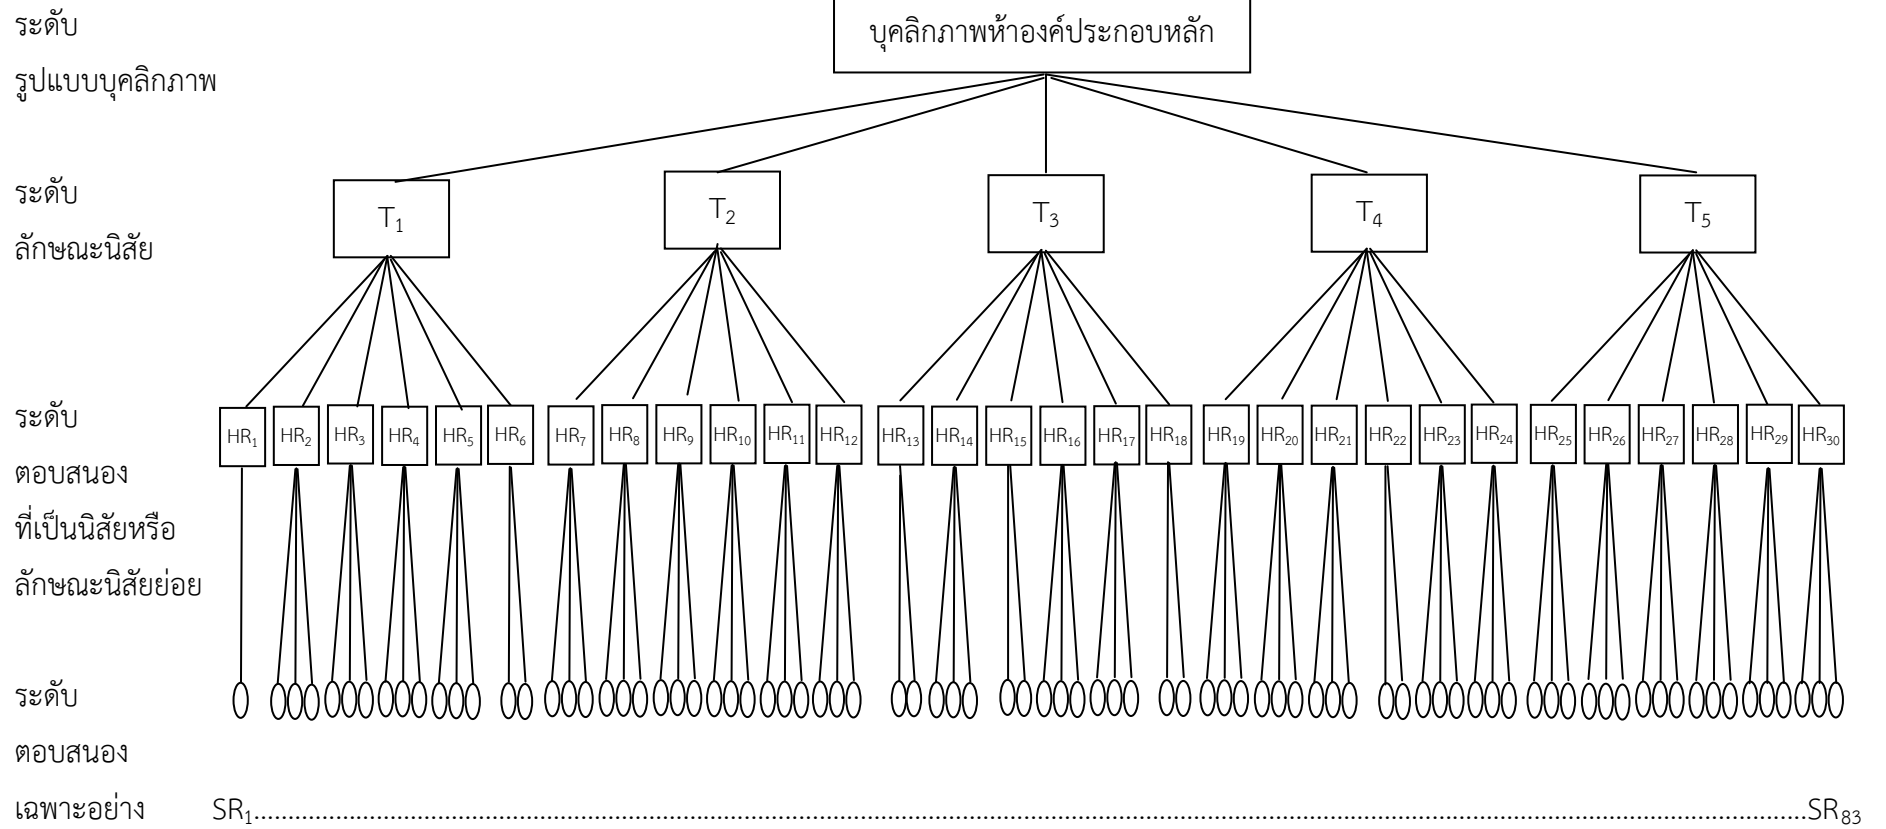 ระดับ
บุคลิกภาพห้าองค์ประกอบหลัก
รูปแบบบุคลิกภาพ
ระดับ
T1 T2 T3 T4 T5
ลักษณะนิสัย
ระดับ
HR1 HR2 HR3 HR4 HR5 HR6 HR7 HR8 HR9 HR10 HR11 HR12 HR13 HR14 HR15 HR16 HR17 HR18 HR19 HR20 HR21 HR22 HR23 HR24 HR25 HR26 HR27 HR28 HR29 HR30
ตอบสนอง
ที่เป็นนิสัยหรือ
ลักษณะนิสัยย่อย
ระดับ
ตอบสนอง
เฉพาะอย่าง SR1...........................................................................SR83